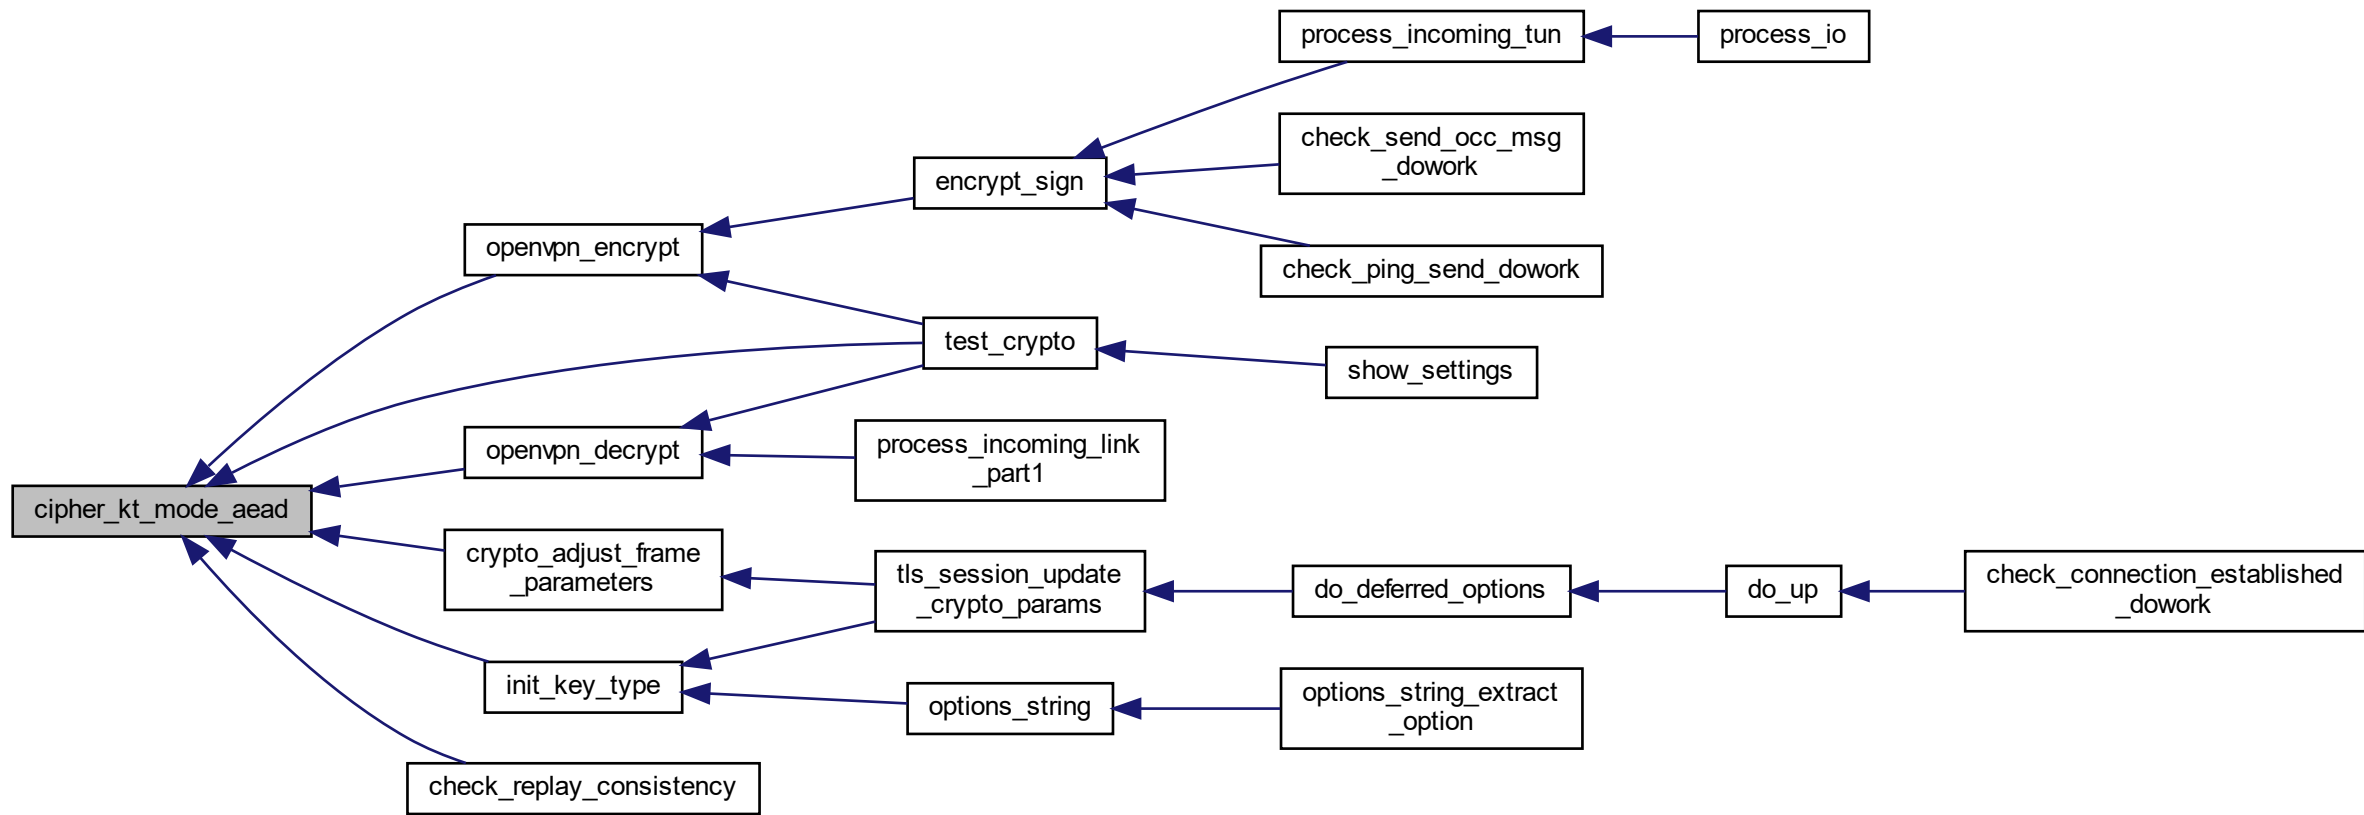 process_incoming_tun
process_io
check_send_occ_msg
_dowork
encrypt_sign
openvpn_encrypt
check_ping_send_dowork
test_crypto
show_settings
openvpn_decrypt
process_incoming_link
_part1
cipher_kt_mode_aead
crypto_adjust_frame
_parameters
tls_session_update
_crypto_params
do_deferred_options
do_up
check_connection_established
_dowork
init_key_type
options_string
options_string_extract
_option
check_replay_consistency